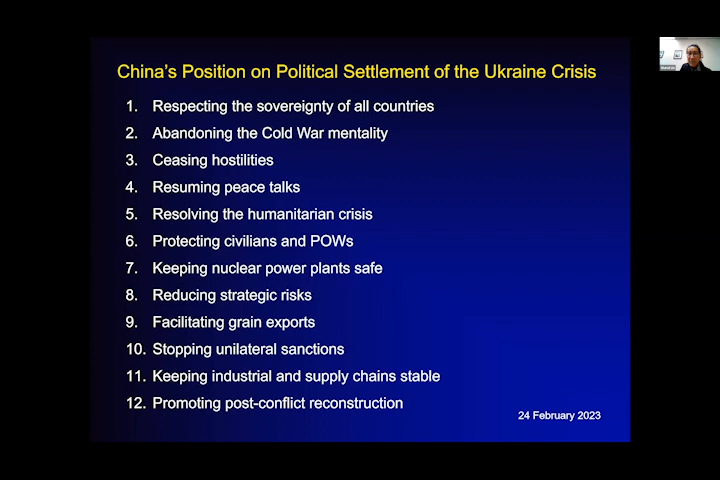 China's Position on Political Settlement of the Ukraine Crisis
1. Respecting the sovereignty of all countries
2. Abandoning the Cold War mentality
3. Ceasing hostilities
4. Resuming peace talks
5. Resolving the humanitarian crisis
6. Protecting civilians and POWs
7. Keeping nuclear power plants safe
8. Reducing strategic risks
9. Facilitating grain exports
10. Stopping unilateral sanctions
11. Keeping industrial and supply chains stable
12. Promoting post-conflict reconstruction
24 February 2023